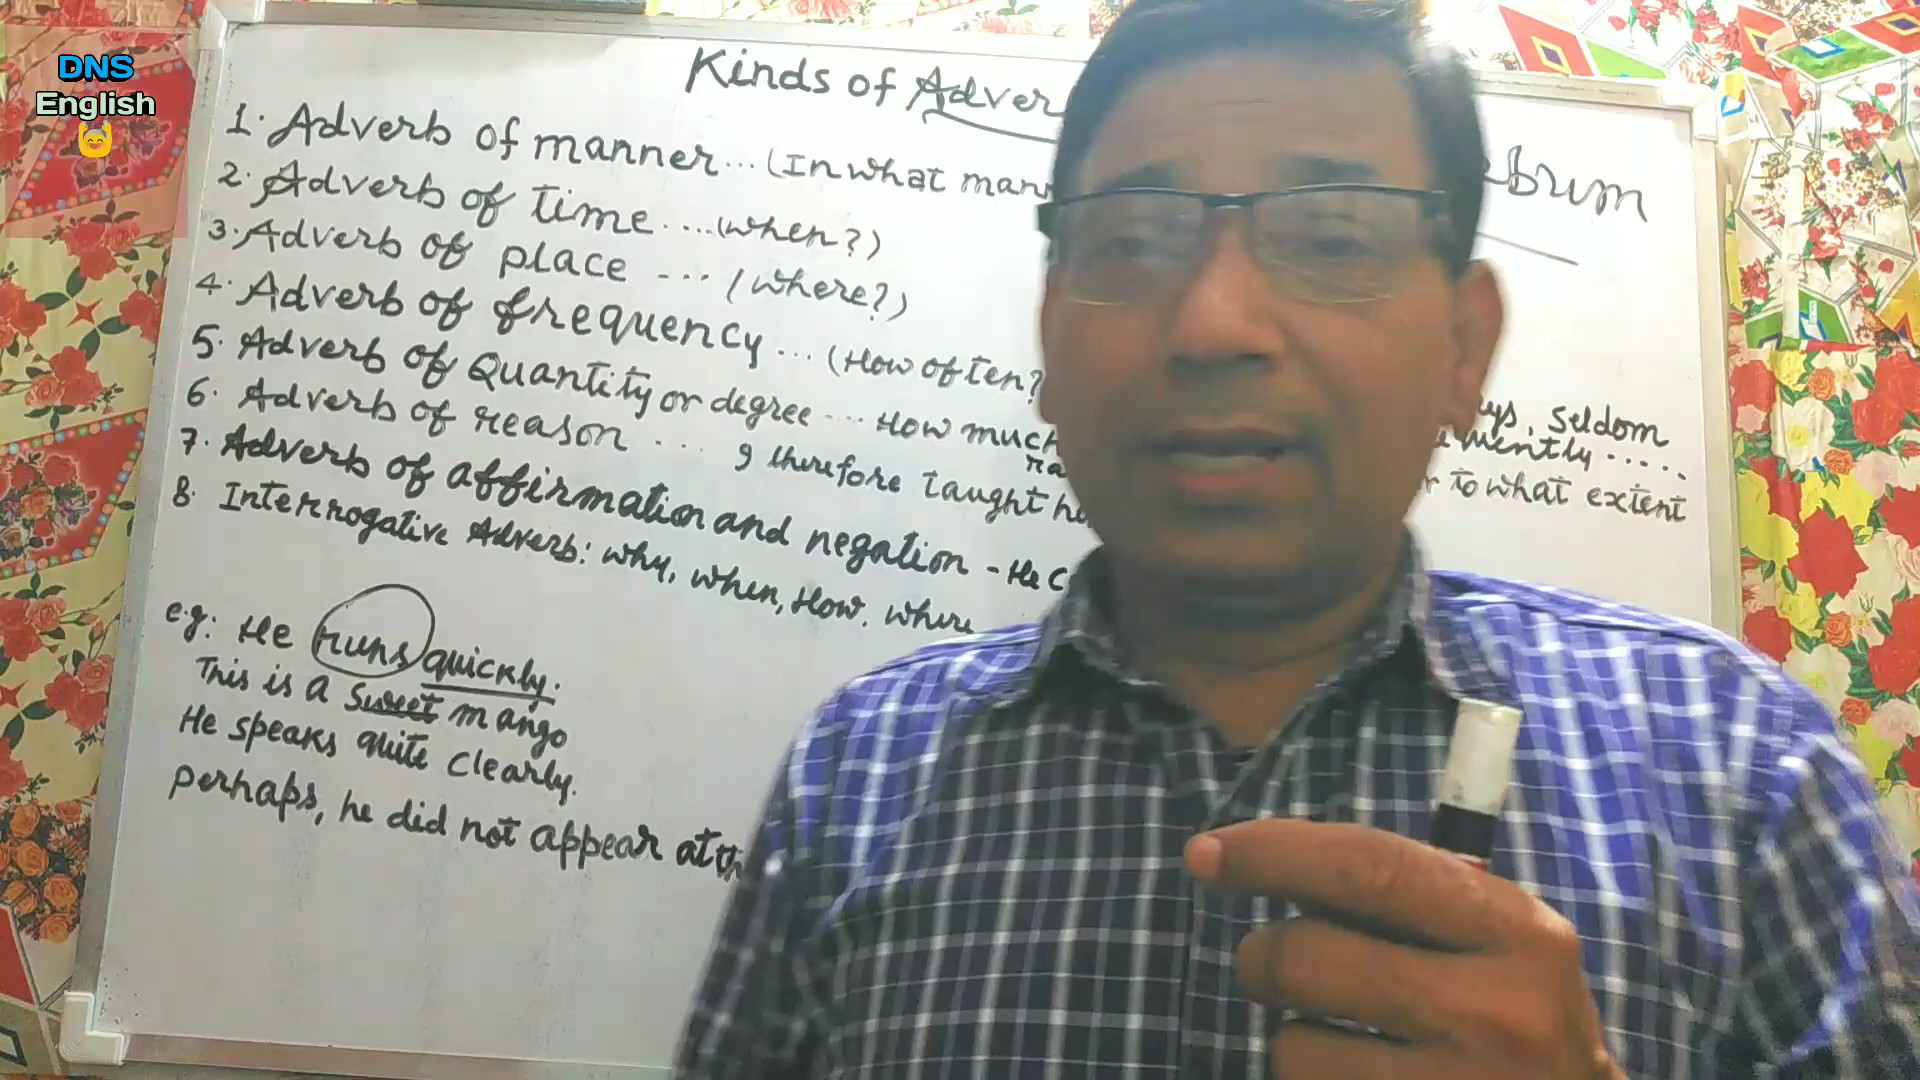 DNS
English
Kinds of Adver
ebrum
1. Adverb of manner... (In what mann
2. Adverb of time .... (when?)
3. Adverb of place ... (where?)
4. Adverb of frequency... (How often?
ys, Seldom
5. Adverb of Quantity or degree .... How much
r to what extent
6. Adverb of reason ... I therefore taught
7. Adverb of affirmation and negation - He c
8. Interrogative Adverb: why, when, How, where
e.g: He runs quickly.
This is a sweet mango
He speaks quite clearly.
perhaps, he did not appear at th